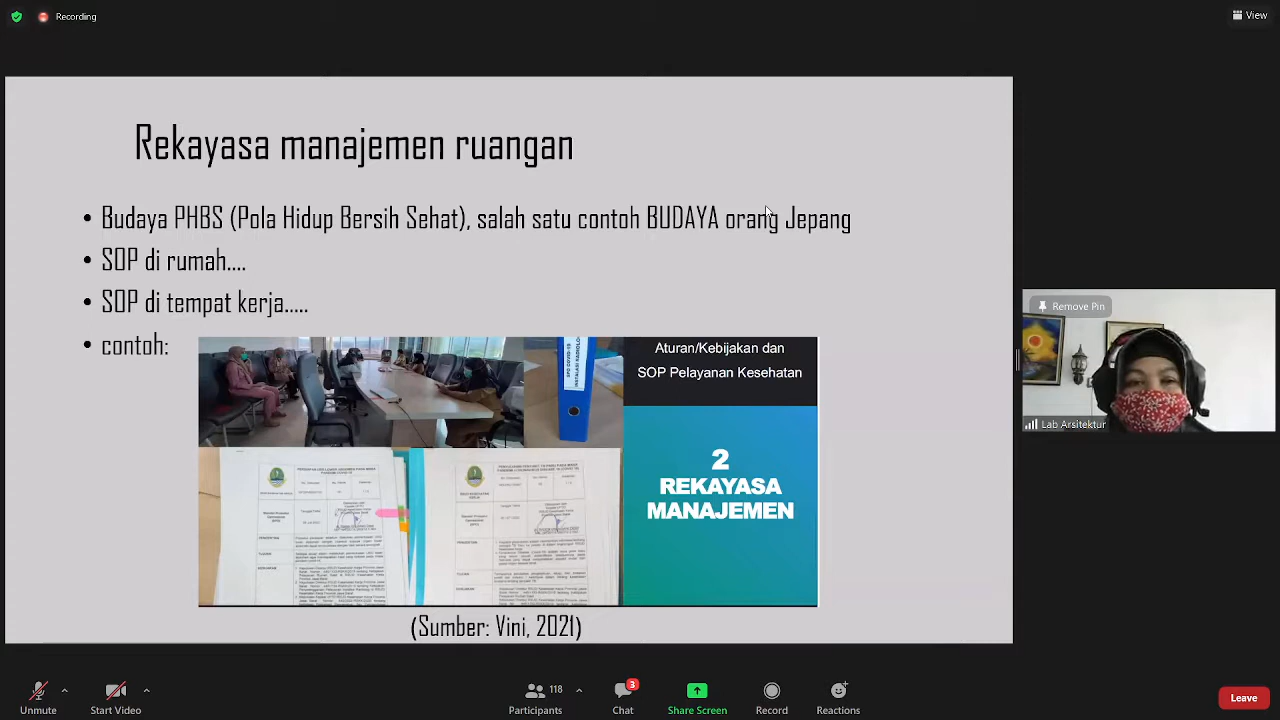 Recording
View
Rekayasa manajemen ruangan
• Budaya PHBS (Pola Hidup Bersih Sehat), salah satu contoh BUDAYA orang Jepang
• SOP di rumah....
• SOP di tempat kerja.....
• contoh:
Aturan/Kebijakan dan
SOP Pelayanan Kesehatan
2
REKAYASA
MANAJEMEN
(Sumber: Vini, 2021)
Remove Pin
Lab Arsitektur
Unmute
Start Video
Participants
118
Chat
3
Share Screen
Record
Reactions
Leave